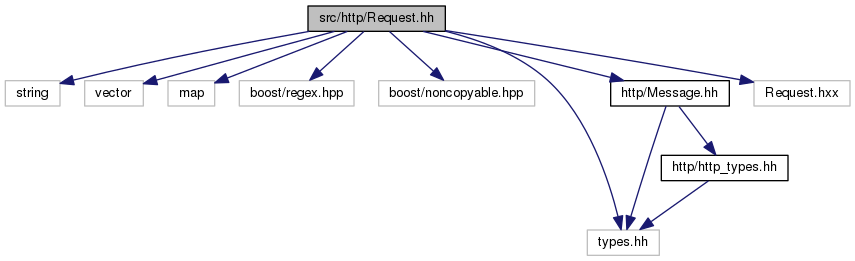 src/http/Request.hh
string
vector
map
boost/regex.hpp
boost/noncopyable.hpp
http/Message.hh
Request.hxx
http/http_types.hh
types.hh